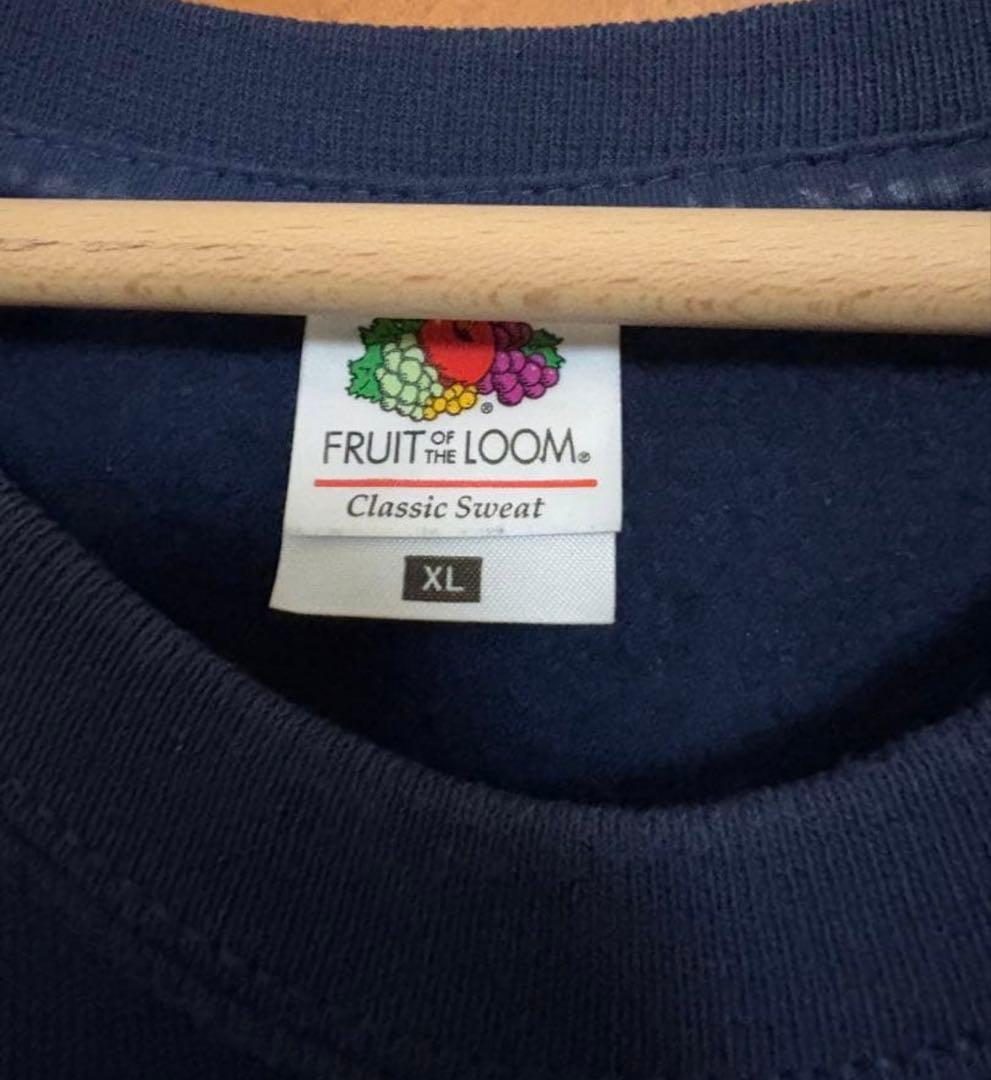 ®
FRUIT OF THE LOOM®
Classic Sweat
XL